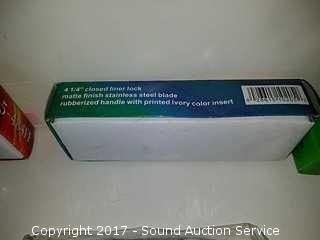 4 1/4" closed liner lock
matte finish stainless steel blade
rubberized handle with printed ivory color insert
Copyright 2017 - Sound Auction Service